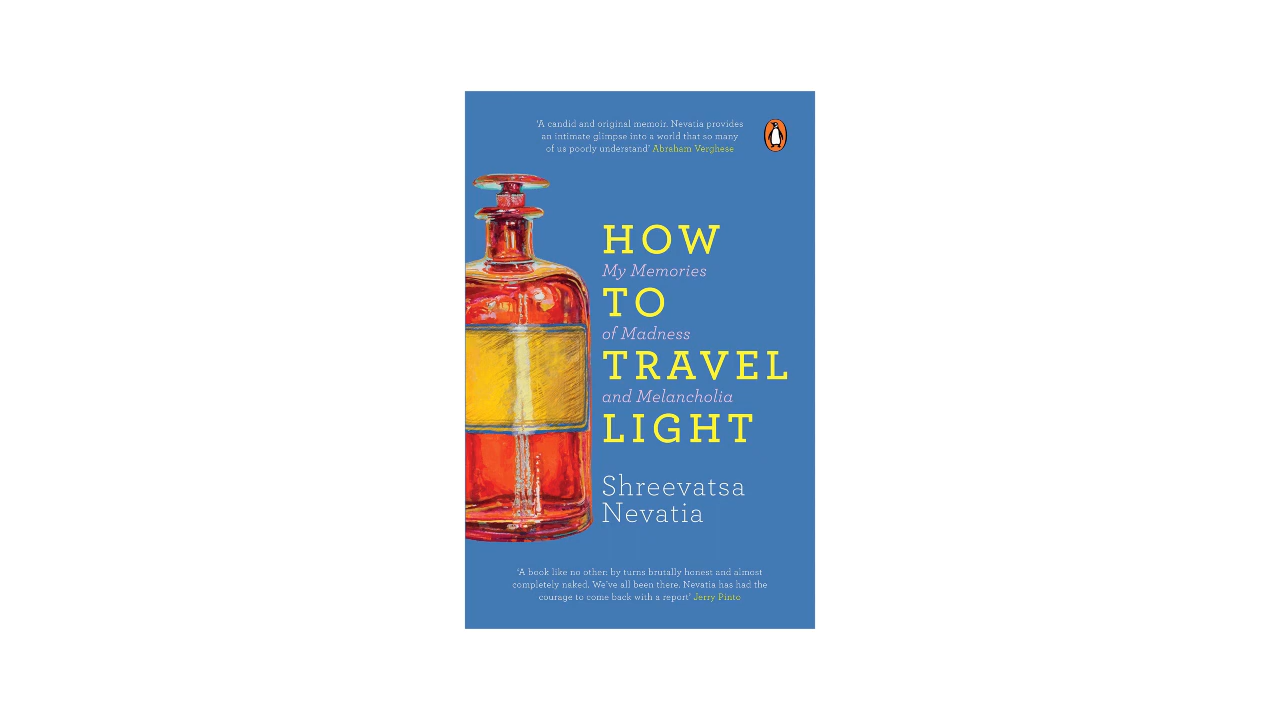 ‘A candid and original memoir. Nevatia provides
an intimate glimpse into a world that so many
of us poorly understand’ Abraham Verghese
HOW
My Memories
TO
of Madness
TRAVEL
and Melancholia
LIGHT
Shreevatsa
Nevatia
‘A book like no other: by turns brutally honest and almost
completely naked. We’ve all been there. Nevatia has had the
courage to come back with a report’ Jerry Pinto